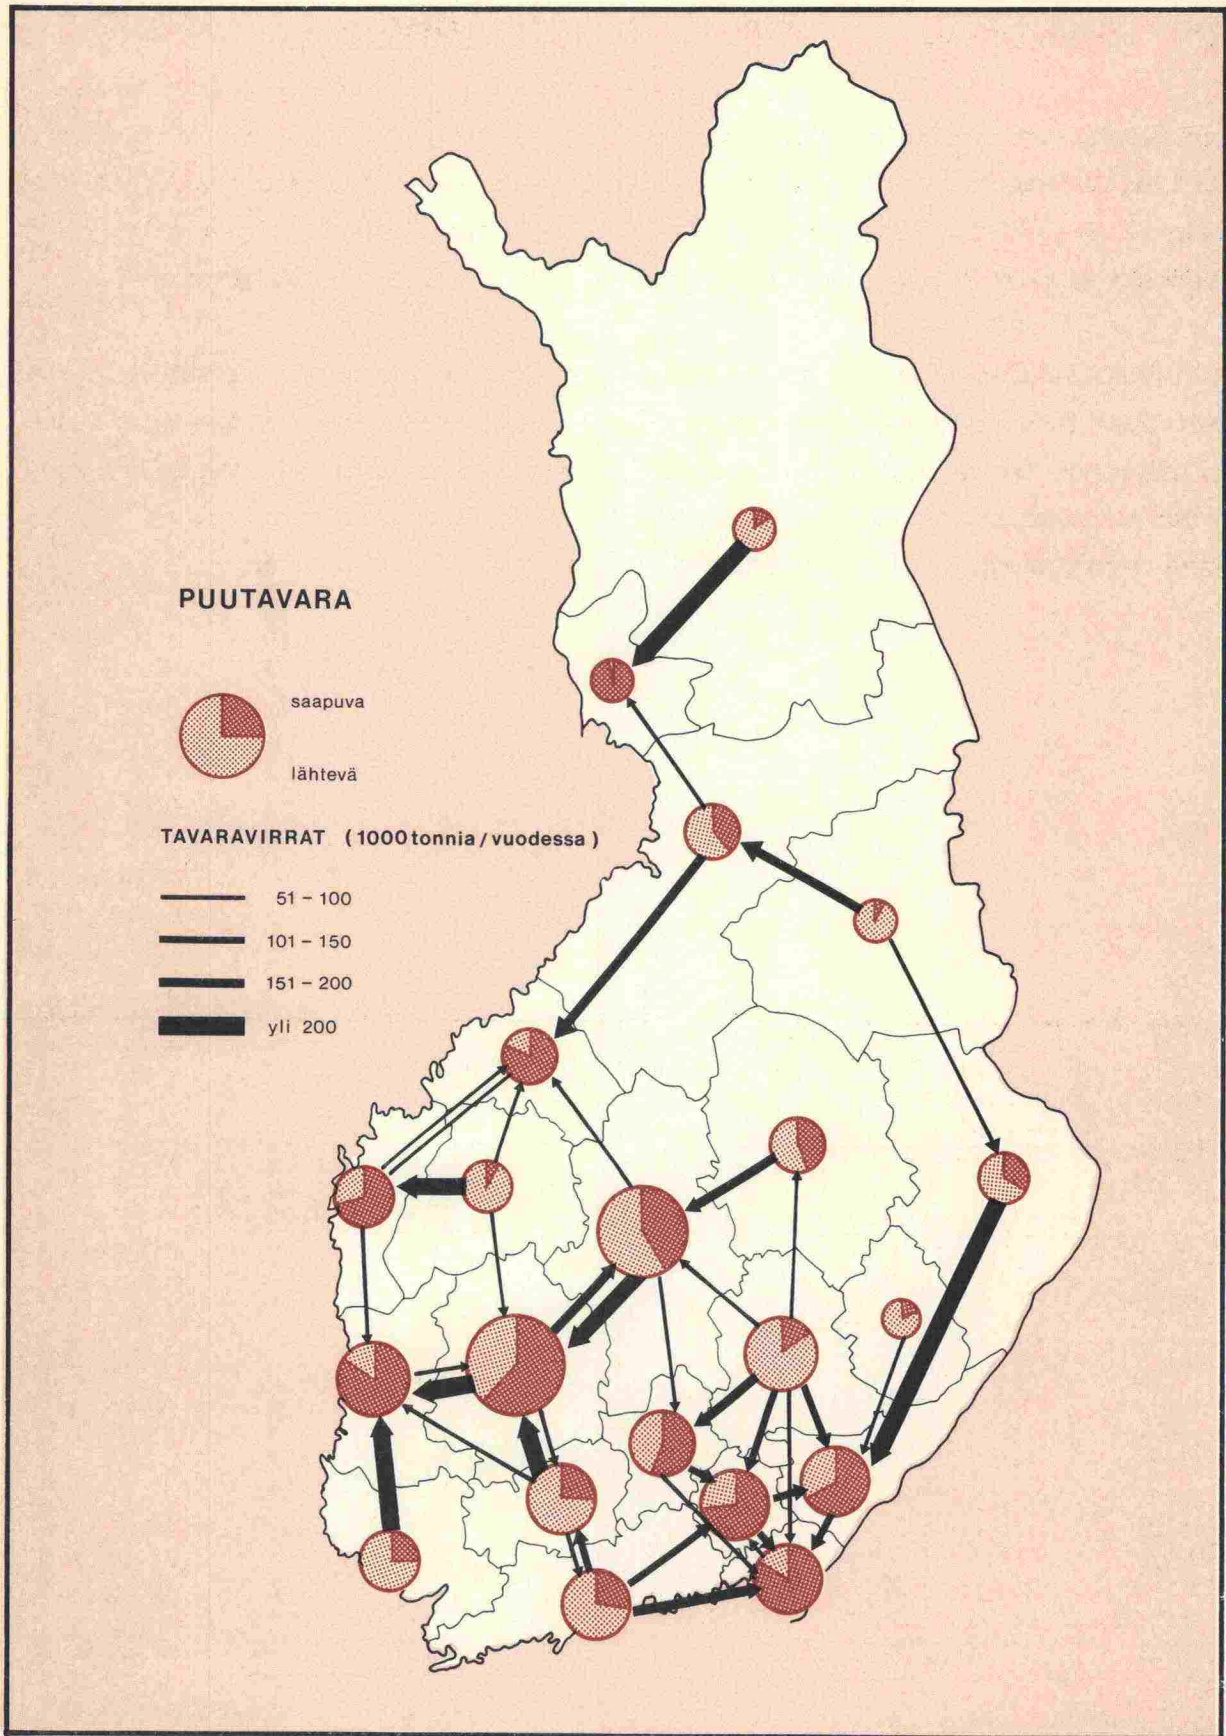 PUUTAVARA
saapuva
lähtevä
TAVARAVIRRAT (1000 tonnia / vuodessa)
51 - 100
101 - 150
151 - 200
yli 200